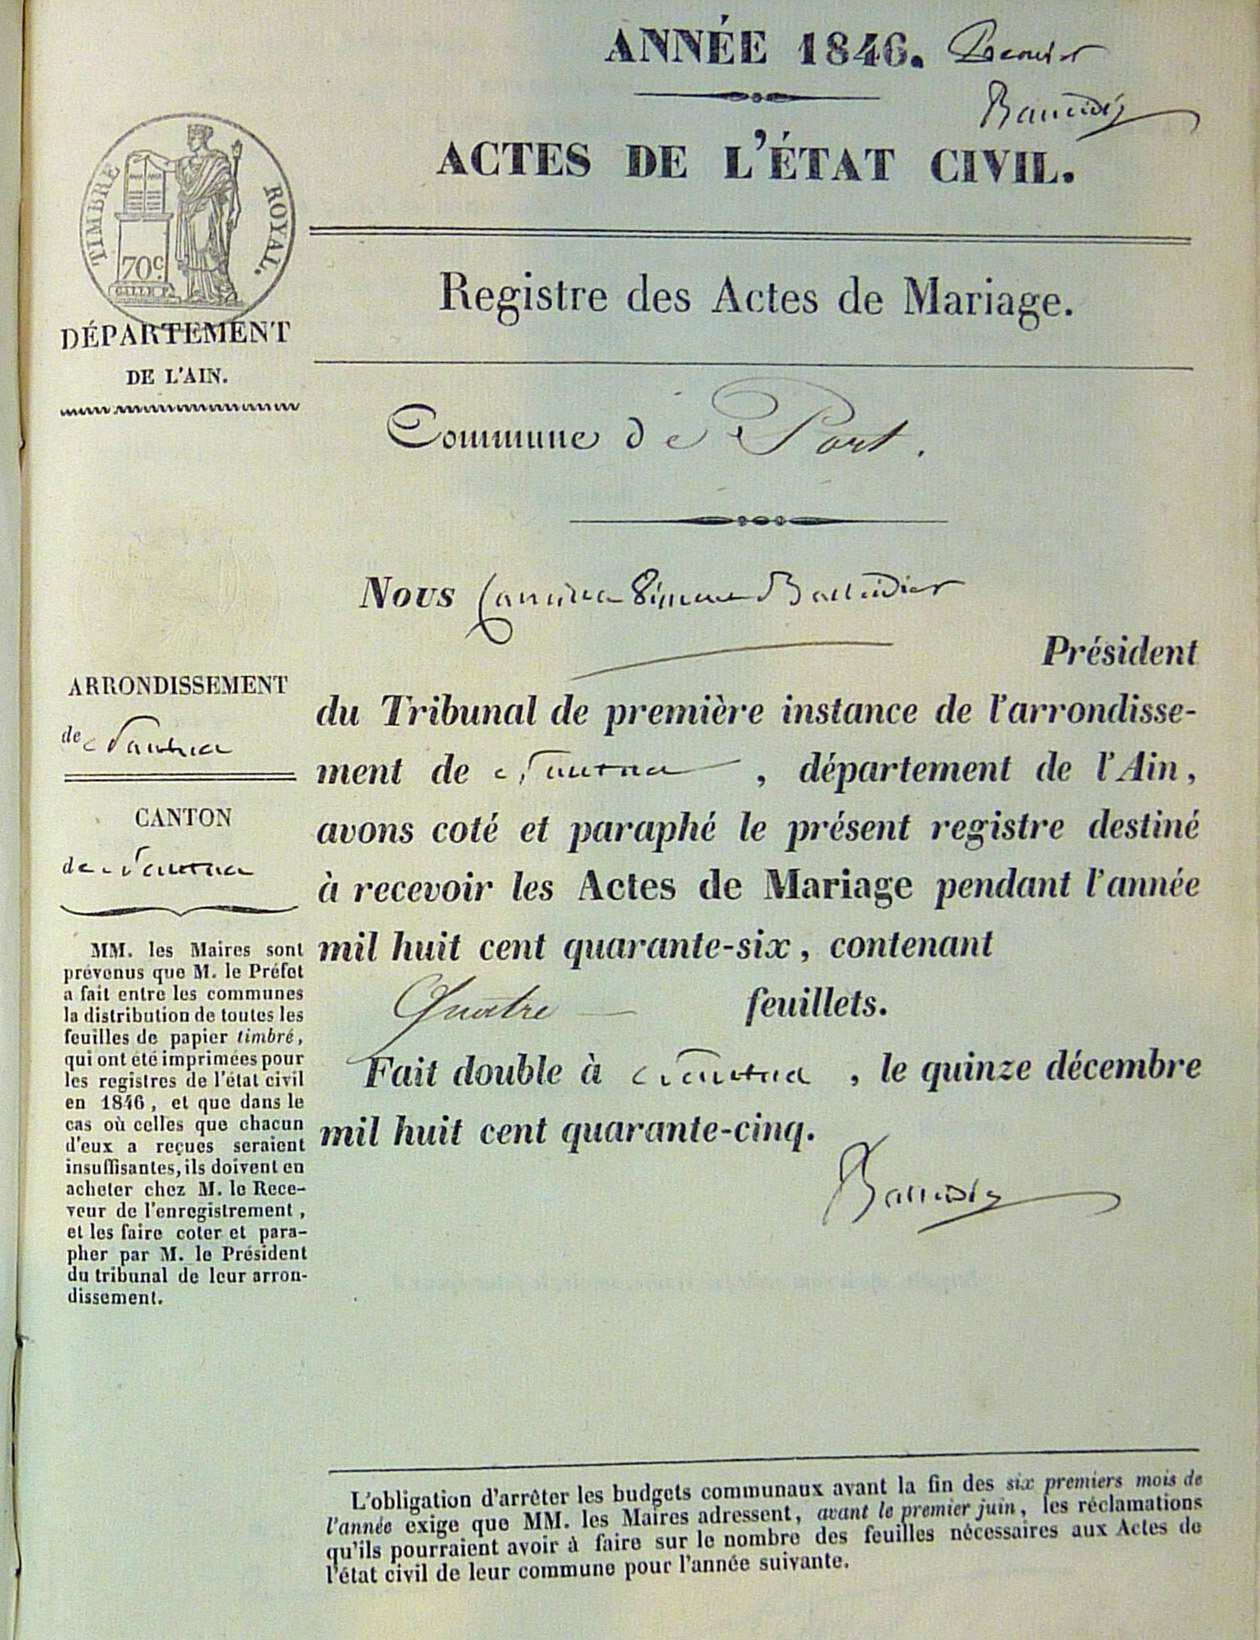 ANNÉE 1846. Premier
ACTES DE L'ÉTAT CIVIL.
TIMBRE ROYAL.
70c
Registre des Actes de Mariage.
DÉPARTEMENT
DE L'AIN.
Commune de Port.
Nous
Président
du Tribunal de première instance de l'arrondisse-
ment de Nantua, département de l'Ain,
avons coté et paraphé le présent registre destiné
à recevoir les Actes de Mariage pendant l'année
mil huit cent quarante-six, contenant
Quatre feuillets.
Fait double à Nantua, le quinze décembre
mil huit cent quarante-cinq.
ARRONDISSEMENT
de Nantua
CANTON
de Nantua
MM. les Maires sont
prévenus que M. le Préfet
a fait entre les communes
la distribution de toutes les
feuilles de papier timbré,
qui ont été imprimées pour
les registres de l'état civil
en 1846, et que dans le
cas où celles que chacun
d'eux a reçues seraient
insuffisantes, ils doivent en
acheter chez M. le Rece-
veur de l'enregistrement,
et les faire coter et para-
pher par M. le Président
du tribunal de leur arron-
dissement.
L'obligation d'arrêter les budgets communaux avant la fin des six premiers mois de
l'année exige que MM. les Maires adressent, avant le premier juin, les réclamations
qu'ils pourraient avoir à faire sur le nombre des feuilles nécessaires aux Actes de
l'état civil de leur commune pour l'année suivante.